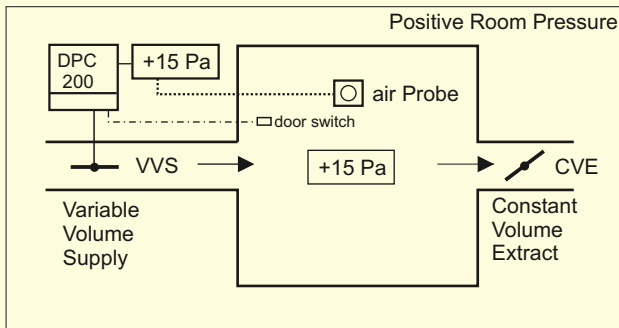 Positive Room Pressure
DPC
200
+15 Pa
air Probe
door switch
VVS
+15 Pa
CVE
Variable
Volume
Supply
Constant
Volume
Extract